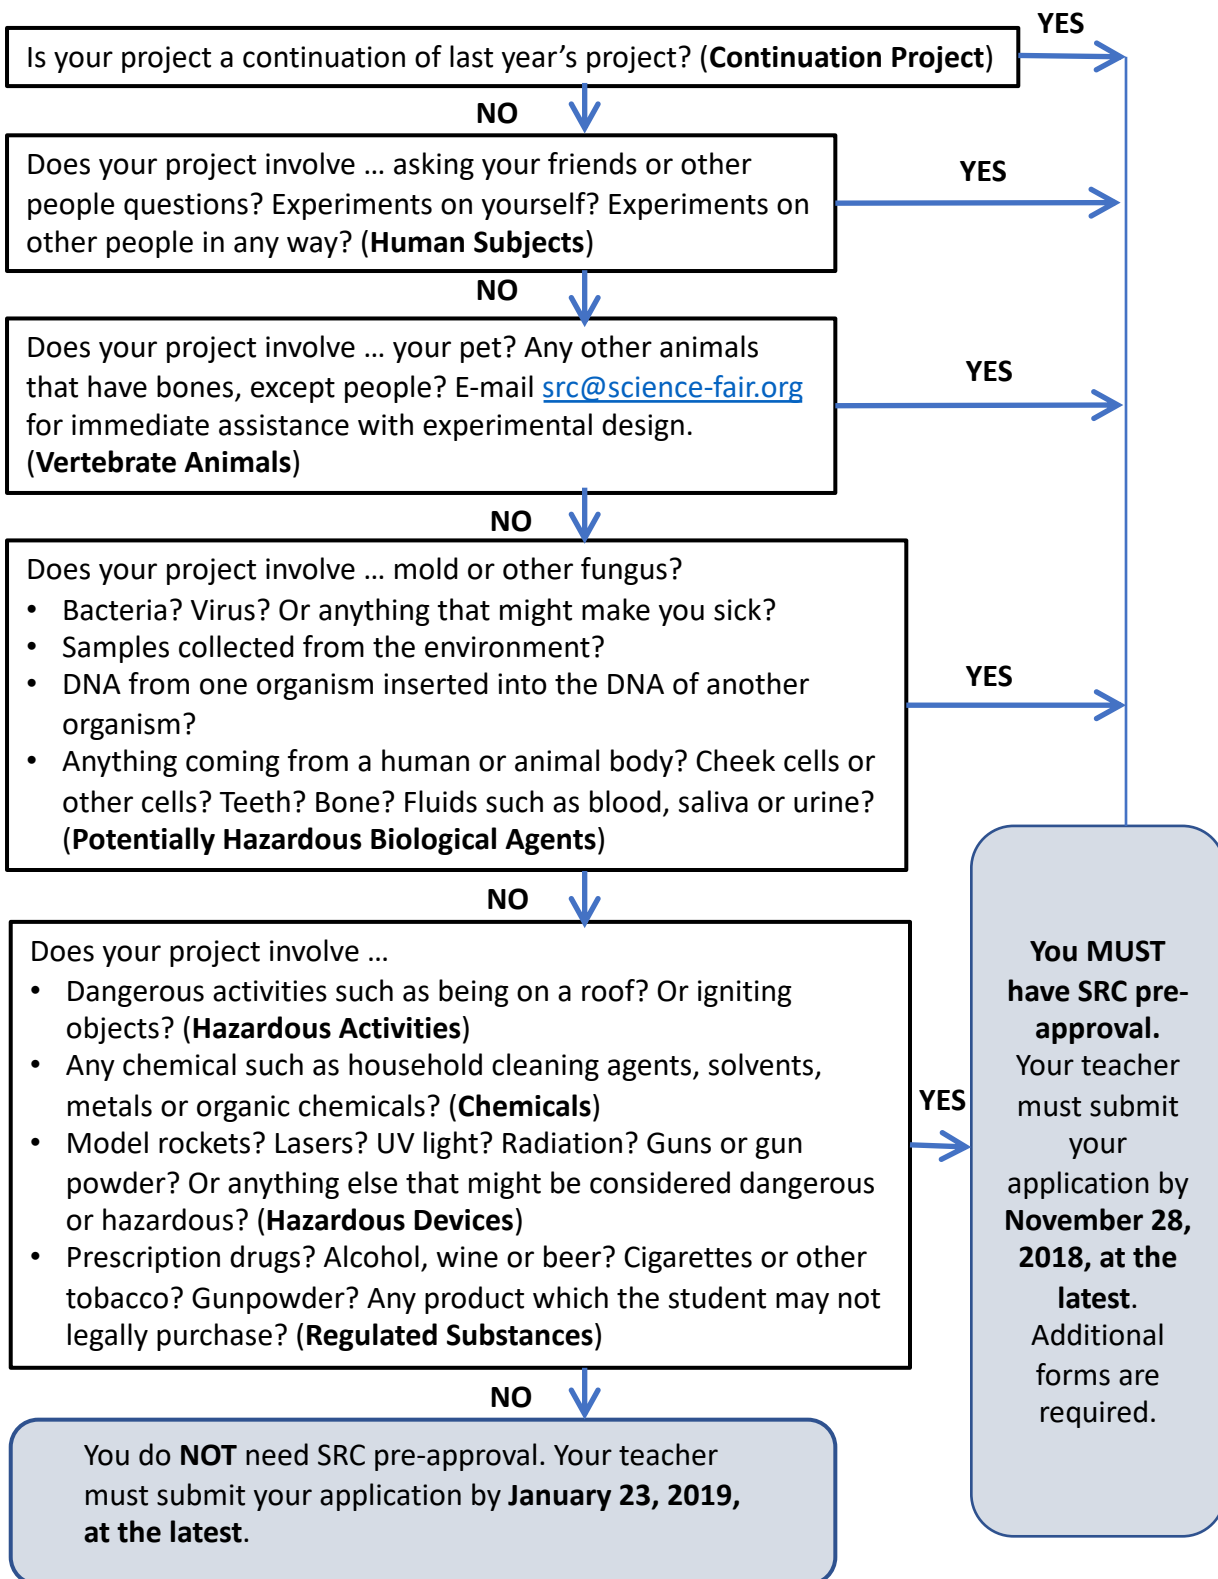 YES
Is your project a continuation of last year’s project? (Continuation Project)
NO
Does your project involve … asking your friends or other
people questions? Experiments on yourself? Experiments on
other people in any way? (Human Subjects)
YES
NO
Does your project involve … your pet? Any other animals
that have bones, except people? E-mail src@science-fair.org
for immediate assistance with experimental design.
(Vertebrate Animals)
YES
NO
Does your project involve … mold or other fungus?
• Bacteria? Virus? Or anything that might make you sick?
• Samples collected from the environment?
• DNA from one organism inserted into the DNA of another
organism?
• Anything coming from a human or animal body? Cheek cells or
other cells? Teeth? Bone? Fluids such as blood, saliva or urine?
(Potentially Hazardous Biological Agents)
YES
NO
Does your project involve …
• Dangerous activities such as being on a roof? Or igniting
objects? (Hazardous Activities)
• Any chemical such as household cleaning agents, solvents,
metals or organic chemicals? (Chemicals)
• Model rockets? Lasers? UV light? Radiation? Guns or gun
powder? Or anything else that might be considered dangerous
or hazardous? (Hazardous Devices)
• Prescription drugs? Alcohol, wine or beer? Cigarettes or other
tobacco? Gunpowder? Any product which the student may not
legally purchase? (Regulated Substances)
YES
You MUST
have SRC pre-
approval.
Your teacher
must submit
your
application by
November 28,
2018, at the
latest.
Additional
forms are
required.
NO
You do NOT need SRC pre-approval. Your teacher
must submit your application by January 23, 2019,
at the latest.